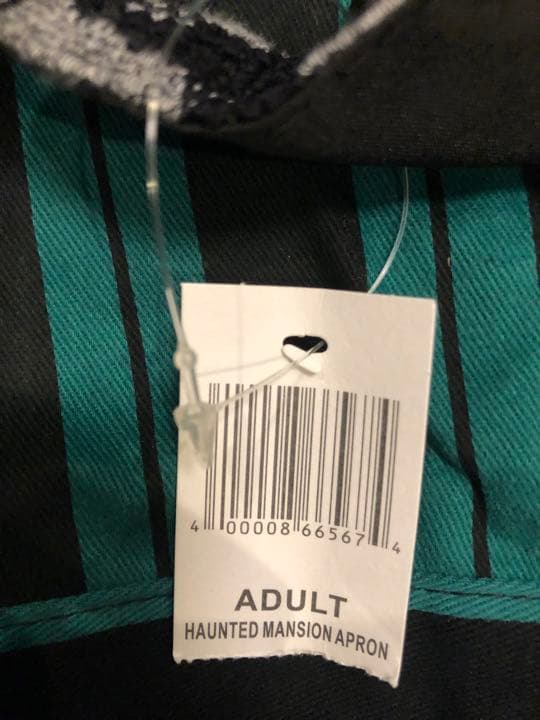 4 00008 66567 4
ADULT
HAUNTED MANSION APRON